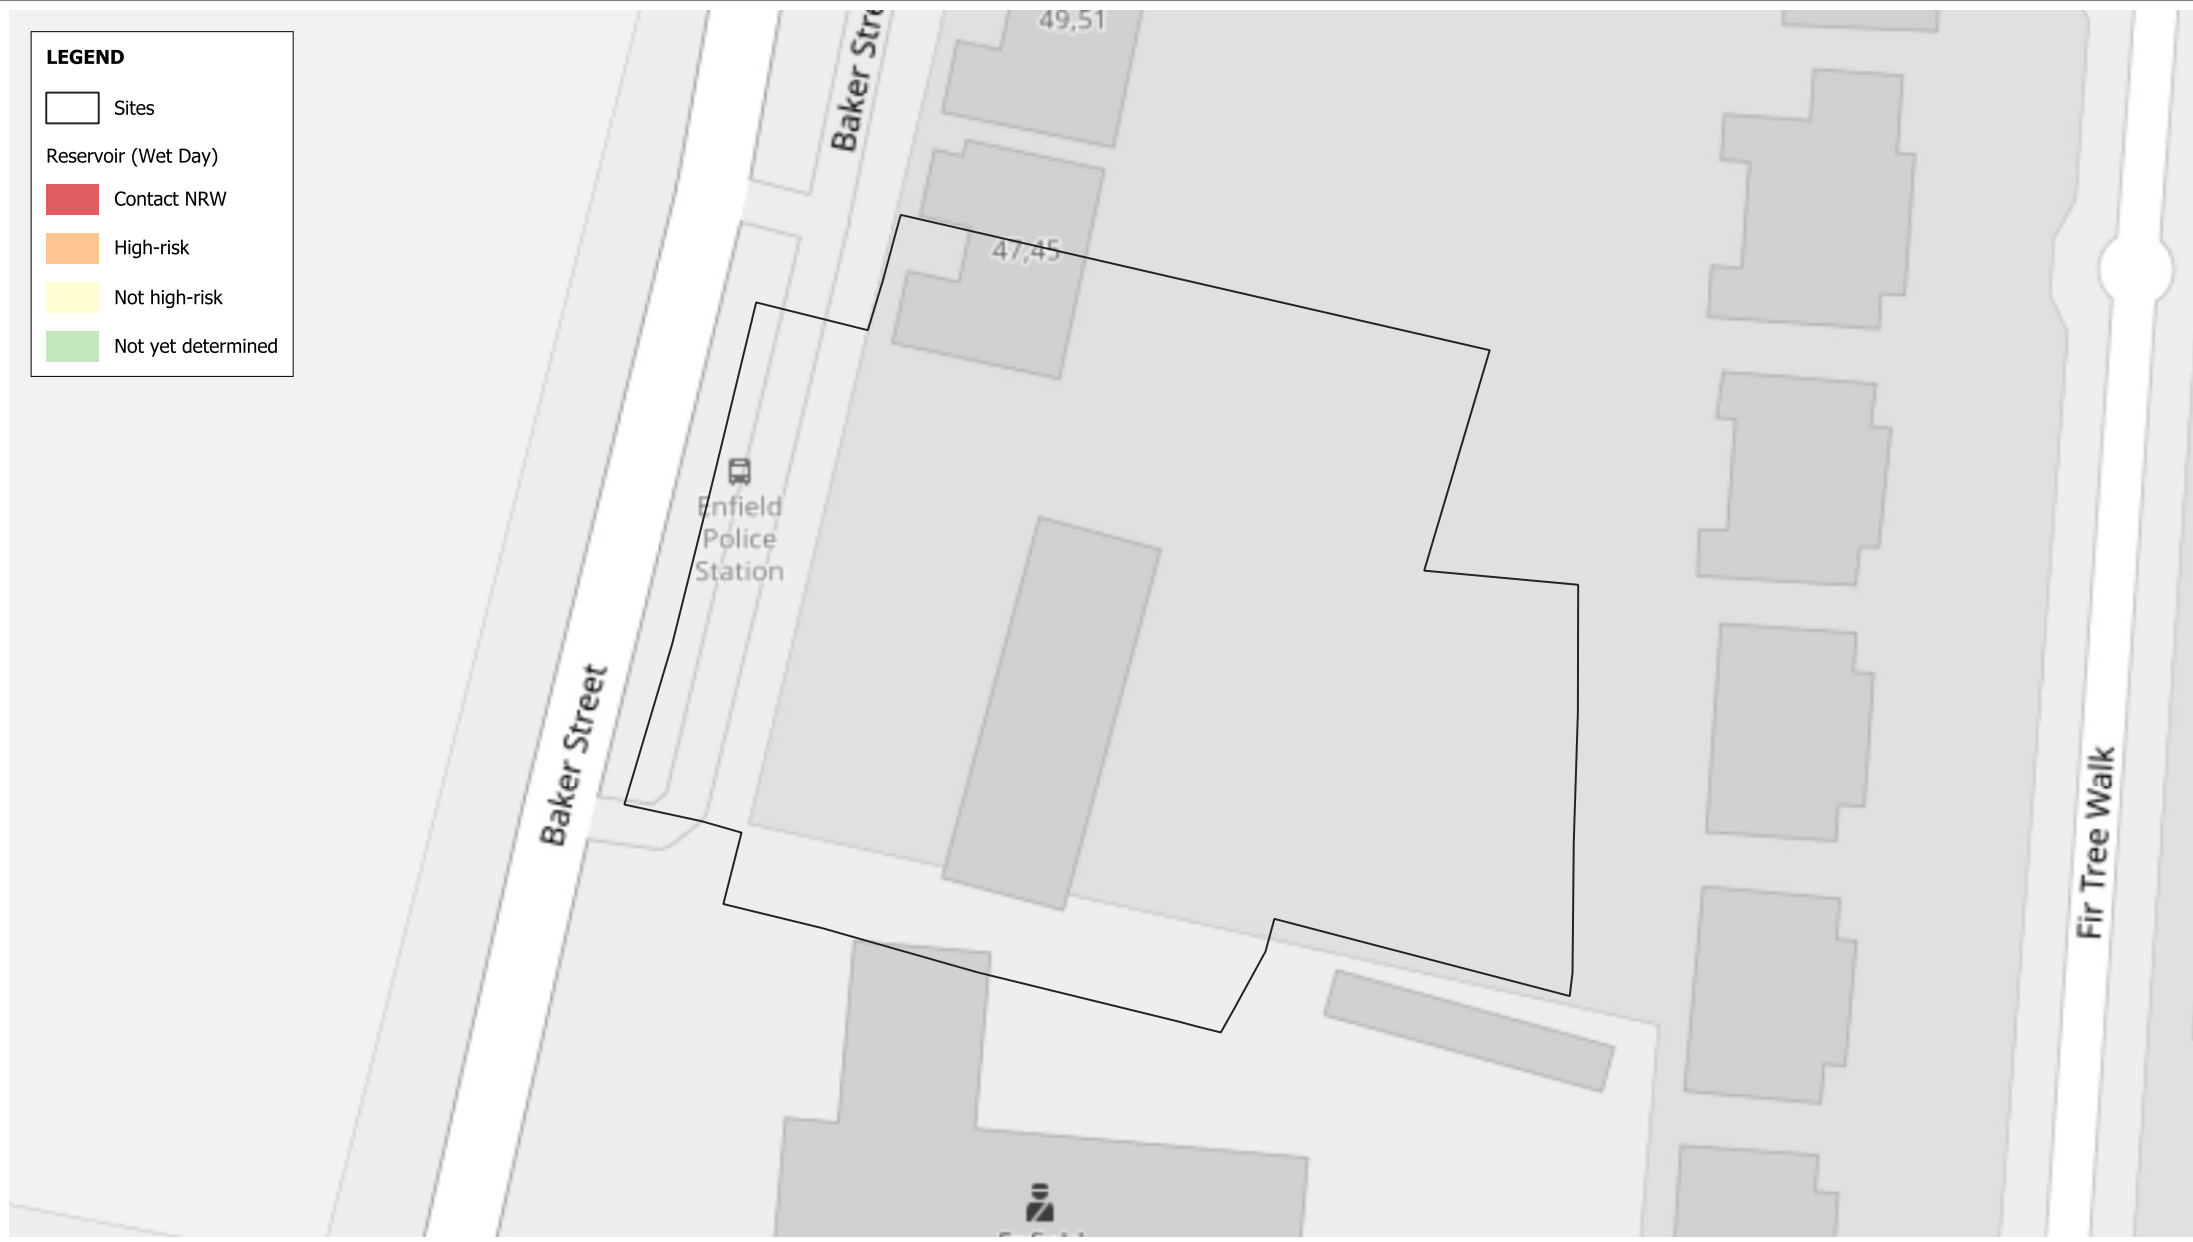 LEGEND
Sites
Reservoir (Wet Day)
Contact NRW
High-risk
Not high-risk
Not yet determined
49,51
Baker
47,45
Enfield
Police
Station
Baker Street
Fir Tree Walk